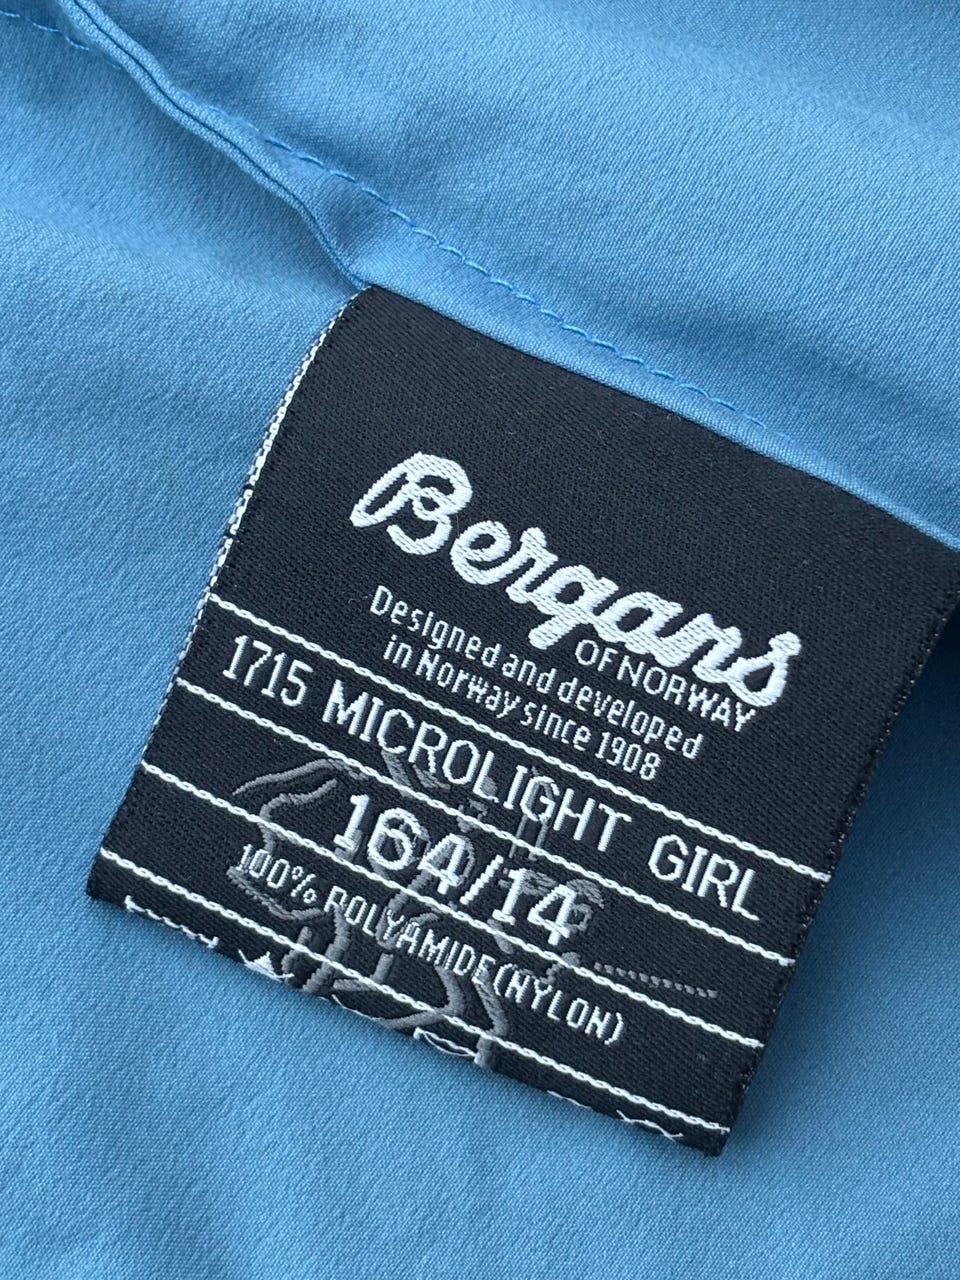 Bergans
OF NORWAY
Designed and developed
in Norway since 1908
1715 MICROLIGHT GIRL
164/14
100% POLYAMIDE(NYLON)